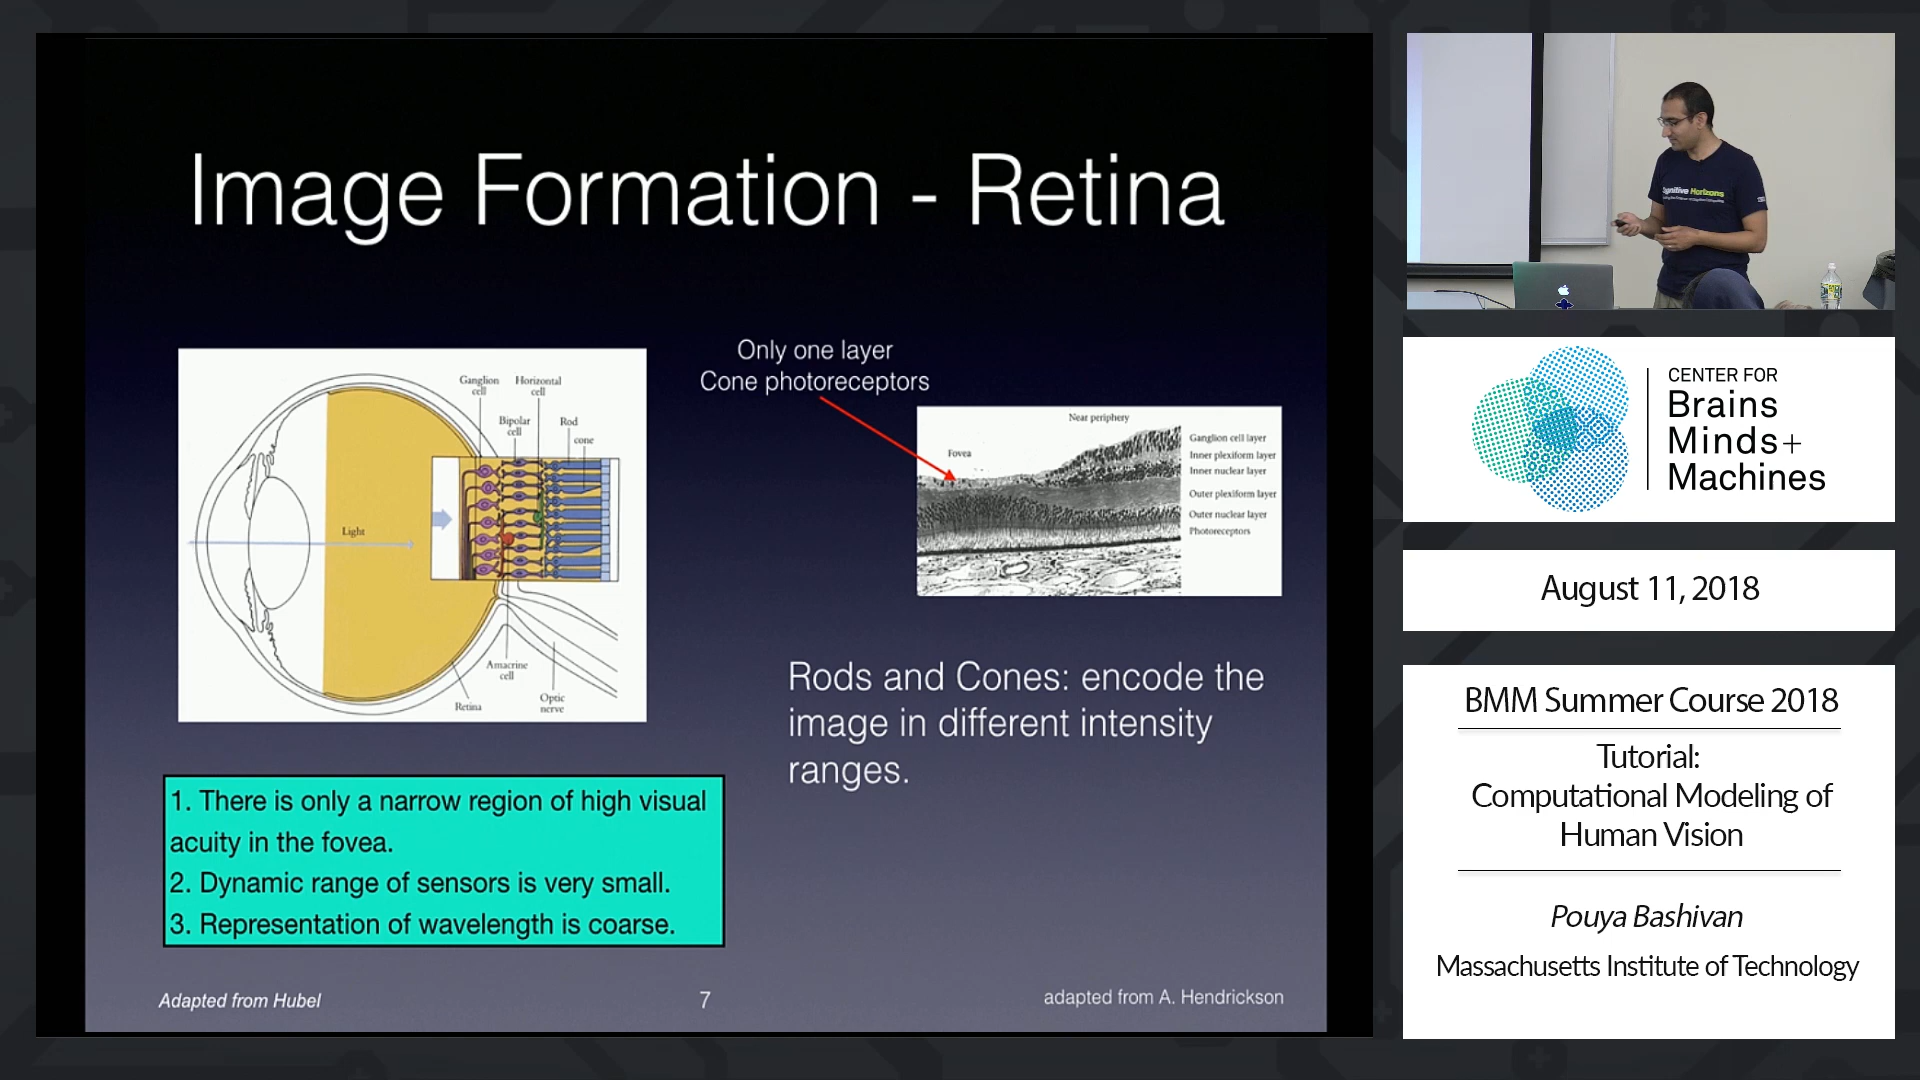 Image Formation - Retina
Only one layer
Cone photoreceptors
Ganglion
cell
Horizontal
cell
Bipolar
cell
Rod
cone
Light
Amacrine
cell
Optic
nerve
Retina
Near periphery
Fovea
Ganglion cell layer
Inner plexiform layer
Inner nuclear layer
Outer plexiform layer
Outer nuclear layer
Photoreceptors
Rods and Cones: encode the
image in different intensity
ranges.
1. There is only a narrow region of high visual
acuity in the fovea.
2. Dynamic range of sensors is very small.
3. Representation of wavelength is coarse.
Adapted from Hubel
7
adapted from A. Hendrickson
Horizons
CENTER FOR
Brains
Minds+
Machines
August 11, 2018
BMM Summer Course 2018
Tutorial:
Computational Modeling of
Human Vision
Pouya Bashivan
Massachusetts Institute of Technology